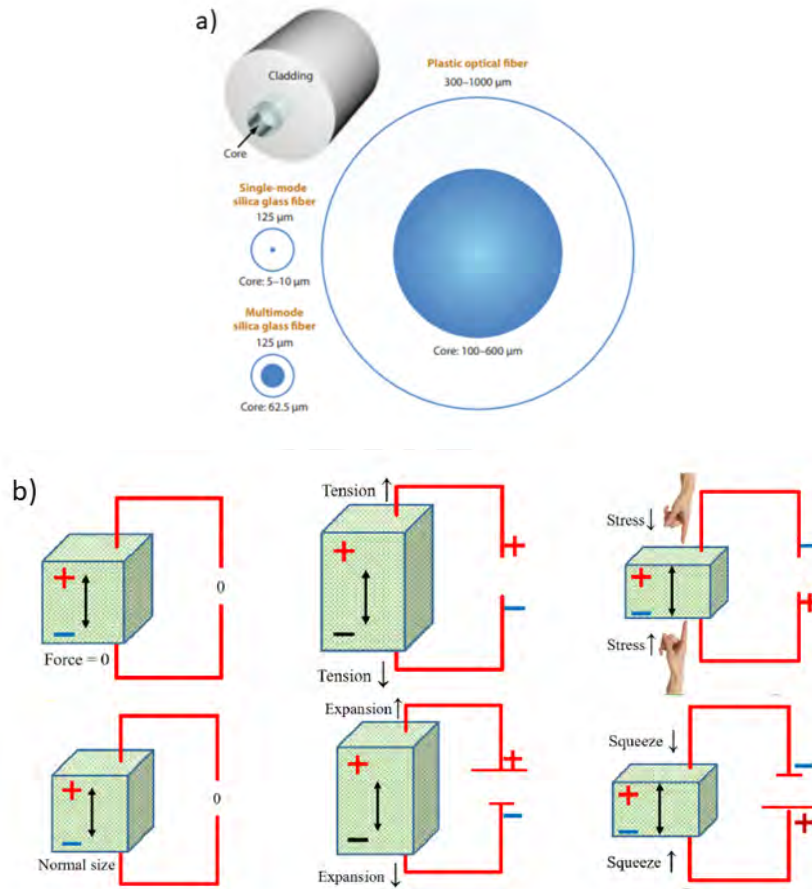 a)
Cladding
Core
Plastic optical fiber
300–1000 µm
Core: 100–600 µm
Single-mode
silica glass fiber
125 µm
Core: 5–10 µm
Multimode
silica glass fiber
125 µm
Core: 62.5 µm
b)
+
−
0
Force = 0
Tension ↑
+
−
+
−
Tension ↓
Stress ↓
+
−
−
+
Stress ↑
+
−
0
Normal size
Expansion ↑
+
−
+
−
Expansion ↓
Squeeze ↓
+
−
−
+
Squeeze ↑